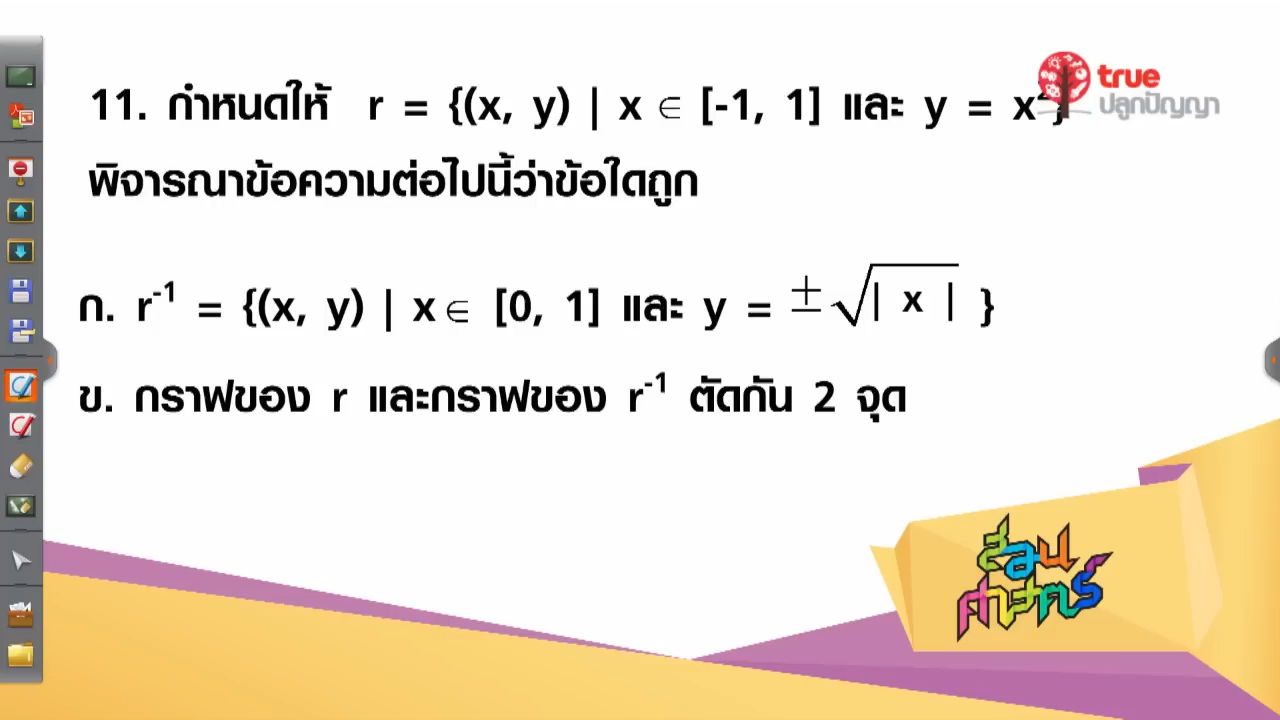 11. กำหนดให้ r = {(x, y) | x ∈ [-1, 1] และ y = x²}
true
ปลูกปัญญา
พิจารณาข้อความต่อไปนี้ว่าข้อใดถูก
ก. r⁻¹ = {(x, y) | x ∈ [0, 1] และ y = ±√| x | }
ข. กราฟของ r และกราฟของ r⁻¹ ตัดกัน 2 จุด
สอน
ศาสตร์